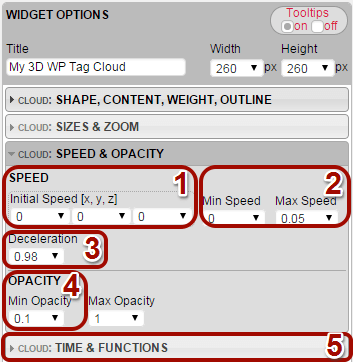 WIDGET OPTIONS
Tooltips
on off
Title Width Height
My 3D WP Tag Cloud 260 px 260 px
CLOUD: SHAPE, CONTENT, WEIGHT, OUTLINE
CLOUD: SIZES & ZOOM
CLOUD: SPEED & OPACITY
SPEED 1 2
Initial Speed [x, y, z] Min Speed Max Speed
0 0 0 0 0.05
Deceleration 3
0.98
OPACITY 4
Min Opacity Max Opacity
0.1 1
CLOUD: TIME & FUNCTIONS 5